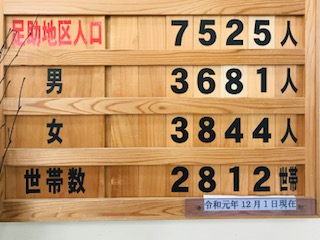 足助地区人口 7525人
男 3681人
女 3844人
世帯数 2812世帯
令和元年12月1日現在